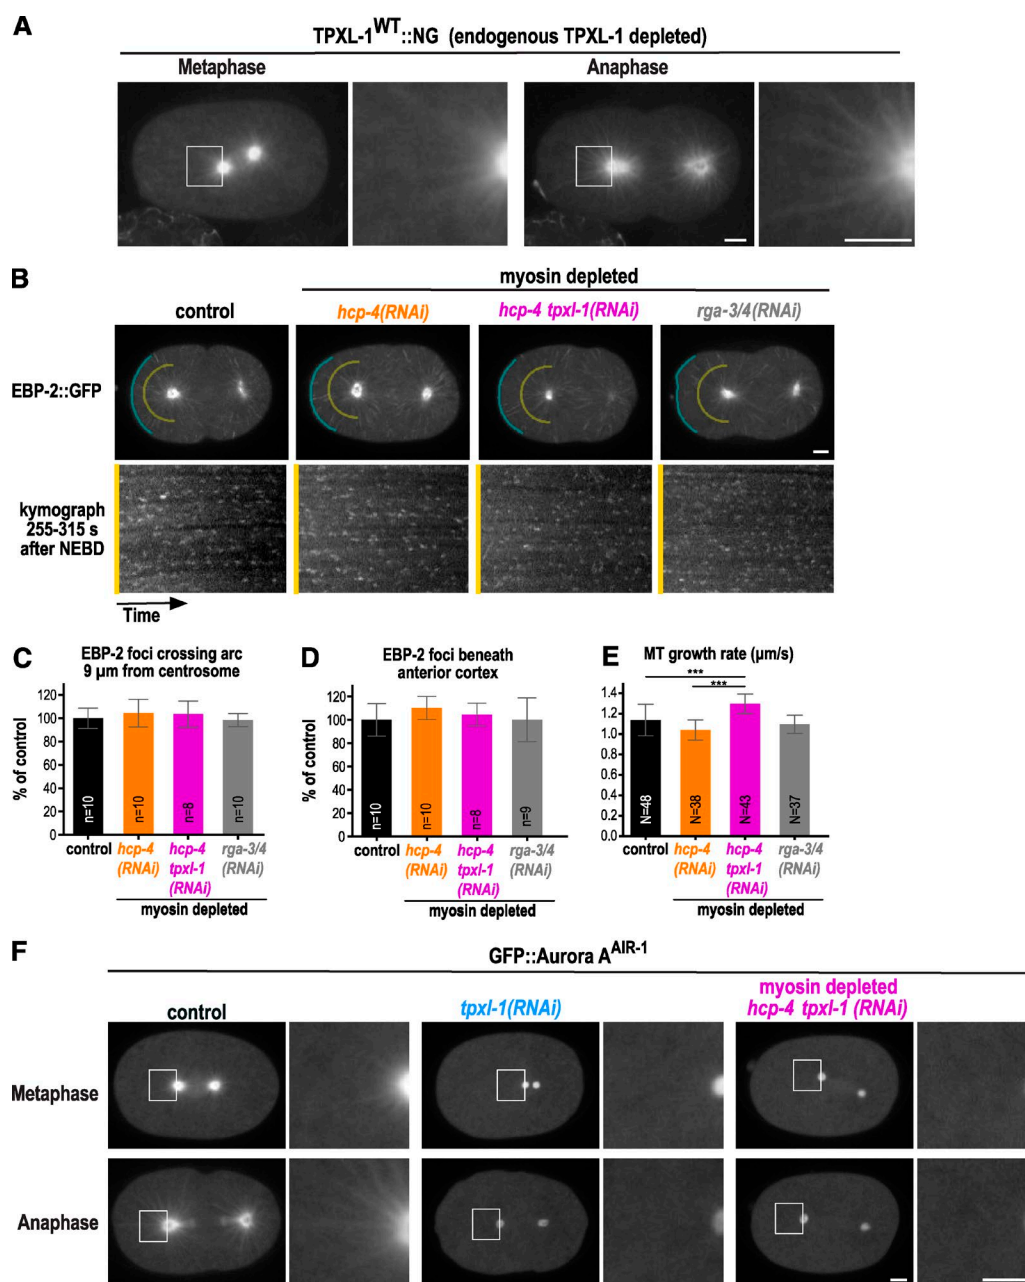 A
TPXL-1WT::NG (endogenous TPXL-1 depleted)
Metaphase
Anaphase
B
myosin depleted
control
hcp-4(RNAi)
hcp-4 tpxl-1(RNAi)
rga-3/4(RNAi)
EBP-2::GFP
kymograph
255-315 s
after NEBD
Time
C
EBP-2 foci crossing arc
9 µm from centrosome
% of control
120
100
80
60
40
20
0
n=10
n=10
n=8
n=10
control
hcp-4
(RNAi)
hcp-4
tpxl-1
(RNAi)
rga-3/4
(RNAi)
myosin depleted
D
EBP-2 foci beneath
anterior cortex
% of control
120
100
80
60
40
20
0
n=10
n=10
n=8
n=9
control
hcp-4
(RNAi)
hcp-4
tpxl-1
(RNAi)
rga-3/4
(RNAi)
myosin depleted
E
MT growth rate (µm/s)
***
***
1.4
1.2
1.0
0.8
0.6
0.4
0.2
0.0
N=48
N=38
N=43
N=37
control
hcp-4
(RNAi)
hcp-4
tpxl-1
(RNAi)
rga-3/4
(RNAi)
myosin depleted
F
GFP::Aurora AAIR-1
control
tpxl-1(RNAi)
myosin depleted
hcp-4 tpxl-1 (RNAi)
Metaphase
Anaphase